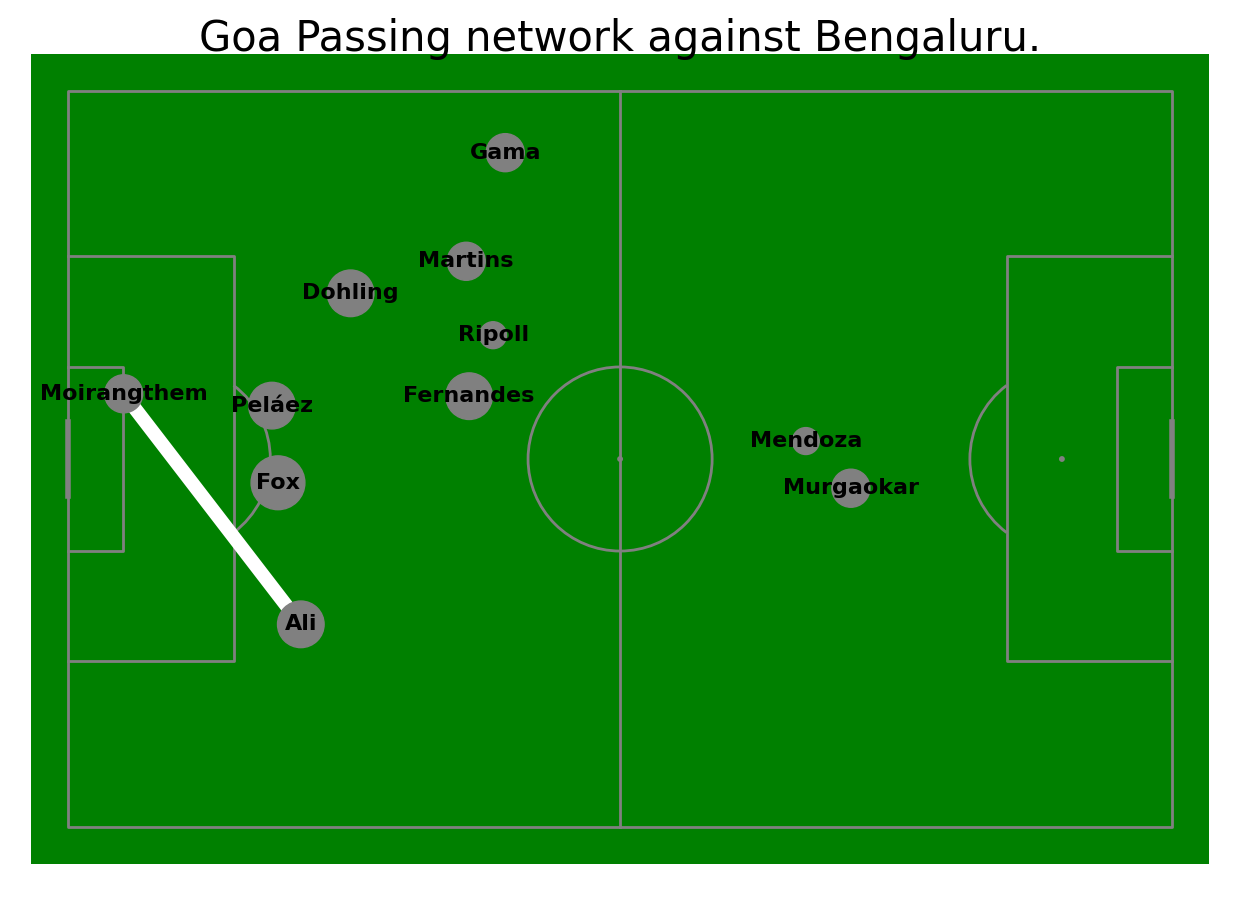 Goa Passing network against Bengaluru.
Gama
Martins
Dohling
Ripoll
Moirangthem
Peláez
Fernandes
Mendoza
Fox
Murgaokar
Ali